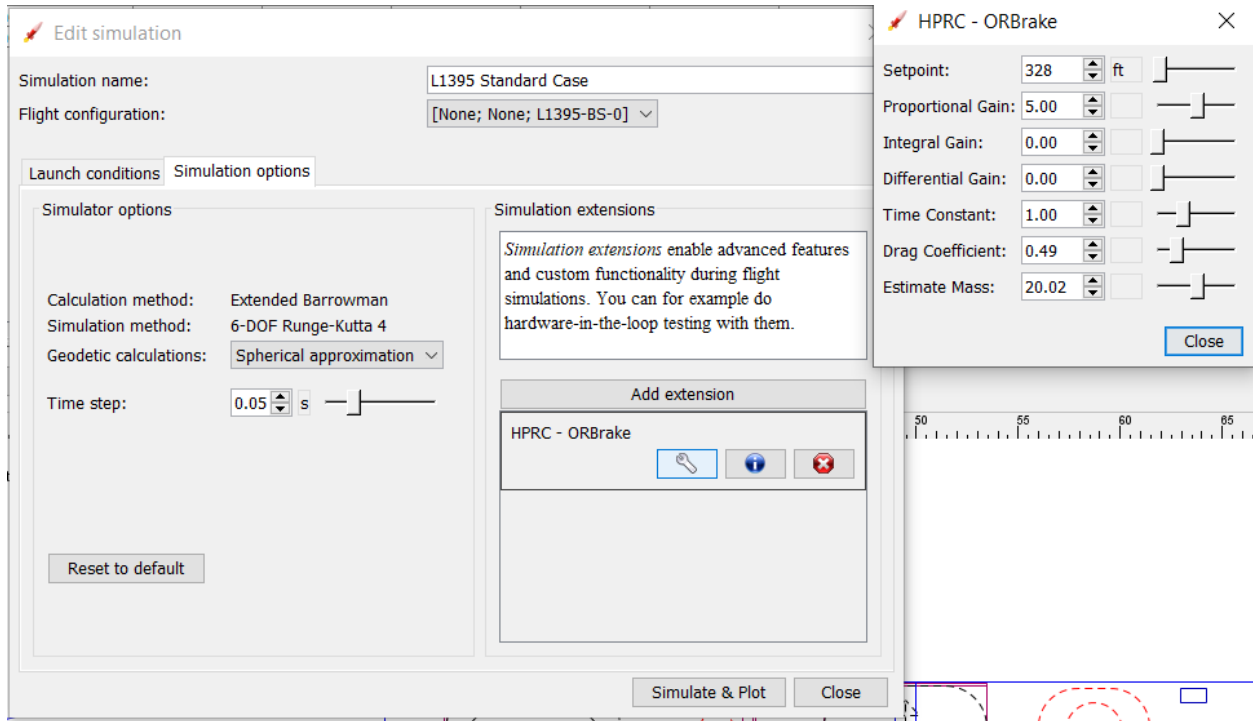 Edit simulation
Simulation name:
L1395 Standard Case
Flight configuration:
[None; None; L1395-BS-0]
Launch conditions
Simulation options
Simulator options
Calculation method:
Extended Barrowman
Simulation method:
6-DOF Runge-Kutta 4
Geodetic calculations:
Spherical approximation
Time step:
0.05
s
Reset to default
Simulation extensions
Simulation extensions enable advanced features
and custom functionality during flight
simulations. You can for example do
hardware-in-the-loop testing with them.
Add extension
HPRC - ORBrake
Simulate & Plot
Close
HPRC - ORBrake
Setpoint:
328
ft
Proportional Gain:
5.00
Integral Gain:
0.00
Differential Gain:
0.00
Time Constant:
1.00
Drag Coefficient:
0.49
Estimate Mass:
20.02
Close
50
55
60
65